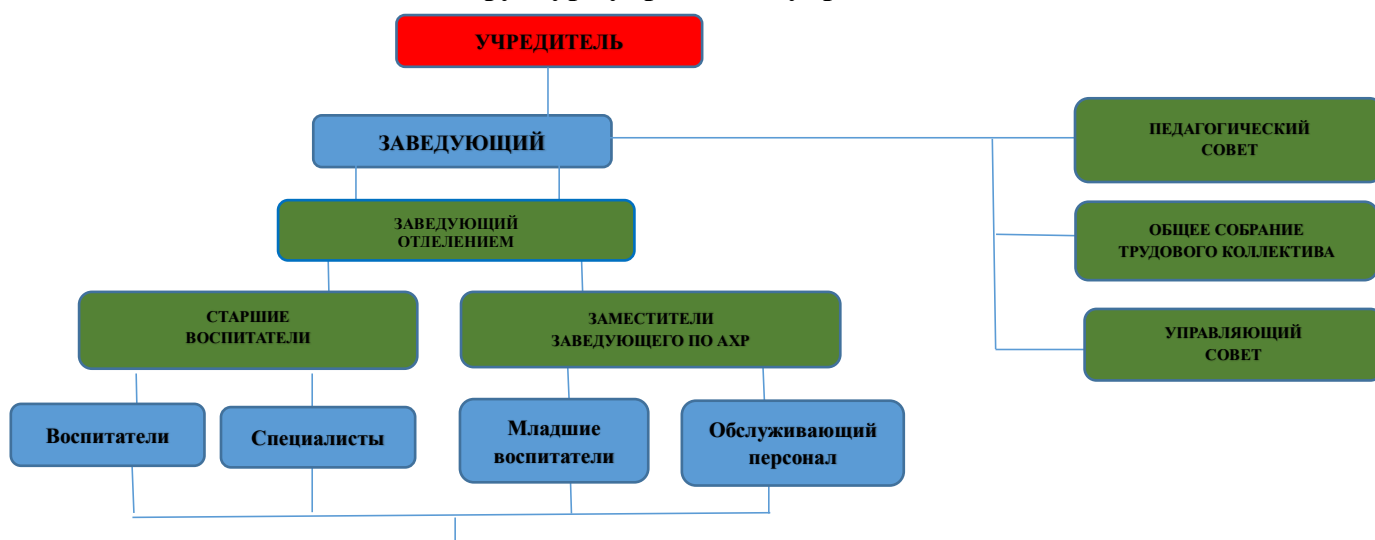 УЧРЕДИТЕЛЬ
ЗАВЕДУЮЩИЙ
ПЕДАГОГИЧЕСКИЙ
СОВЕТ
ЗАВЕДУЮЩИЙ
ОТДЕЛЕНИЕМ
ОБЩЕЕ СОБРАНИЕ
ТРУДОВОГО КОЛЛЕКТИВА
СТАРШИЕ
ВОСПИТАТЕЛИ
ЗАМЕСТИТЕЛИ
ЗАВЕДУЮЩЕГО ПО АХР
УПРАВЛЯЮЩИЙ
СОВЕТ
Воспитатели
Специалисты
Младшие
воспитатели
Обслуживающий
персонал